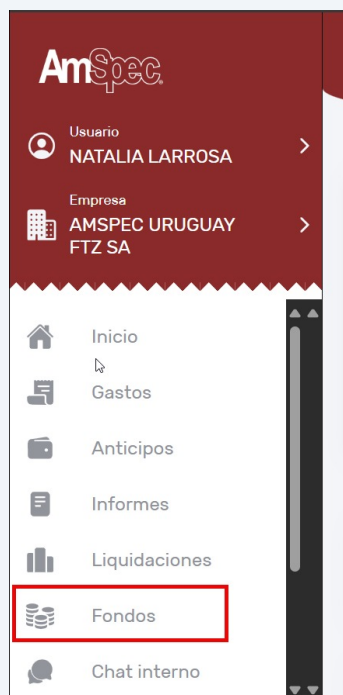 AmSpec.
Usuario
NATALIA LARROSA
Empresa
AMSPEC URUGUAY
FTZ SA
Inicio
Gastos
Anticipos
Informes
Liquidaciones
Fondos
Chat interno